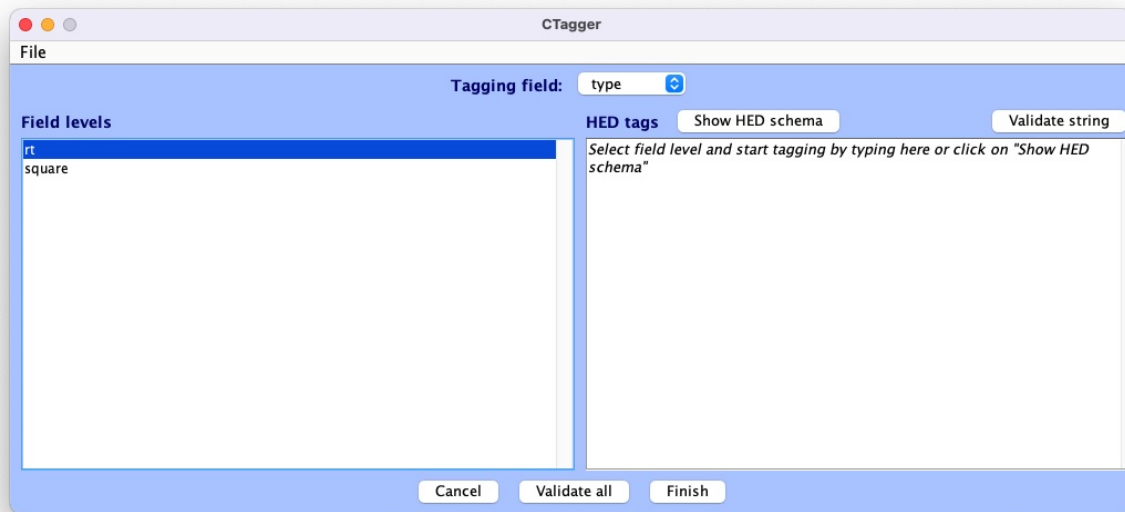 CTagger
File
Tagging field: type
Field levels
HED tags Show HED schema Validate string
rt
square
Select field level and start tagging by typing here or click on "Show HED
schema"
Cancel Validate all Finish